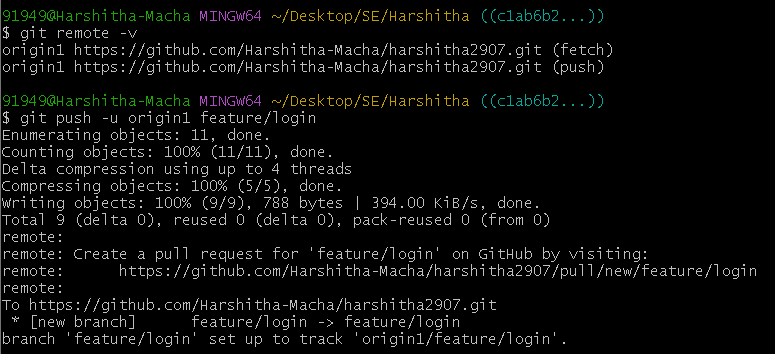 91949@Harshitha-Macha MINGW64 ~/Desktop/SE/Harshitha ((c1ab6b2...))
$ git remote -v
origin1 https://github.com/Harshitha-Macha/harshitha2907.git (fetch)
origin1 https://github.com/Harshitha-Macha/harshitha2907.git (push)
91949@Harshitha-Macha MINGW64 ~/Desktop/SE/Harshitha ((c1ab6b2...))
$ git push -u origin1 feature/login
Enumerating objects: 11, done.
Counting objects: 100% (11/11), done.
Delta compression using up to 4 threads
Compressing objects: 100% (5/5), done.
Writing objects: 100% (9/9), 788 bytes | 394.00 KiB/s, done.
Total 9 (delta 0), reused 0 (delta 0), pack-reused 0 (from 0)
remote:
remote: Create a pull request for 'feature/login' on GitHub by visiting:
remote:      https://github.com/Harshitha-Macha/harshitha2907/pull/new/feature/login
remote:
To https://github.com/Harshitha-Macha/harshitha2907.git
 * [new branch]      feature/login -> feature/login
branch 'feature/login' set up to track 'origin1/feature/login'.